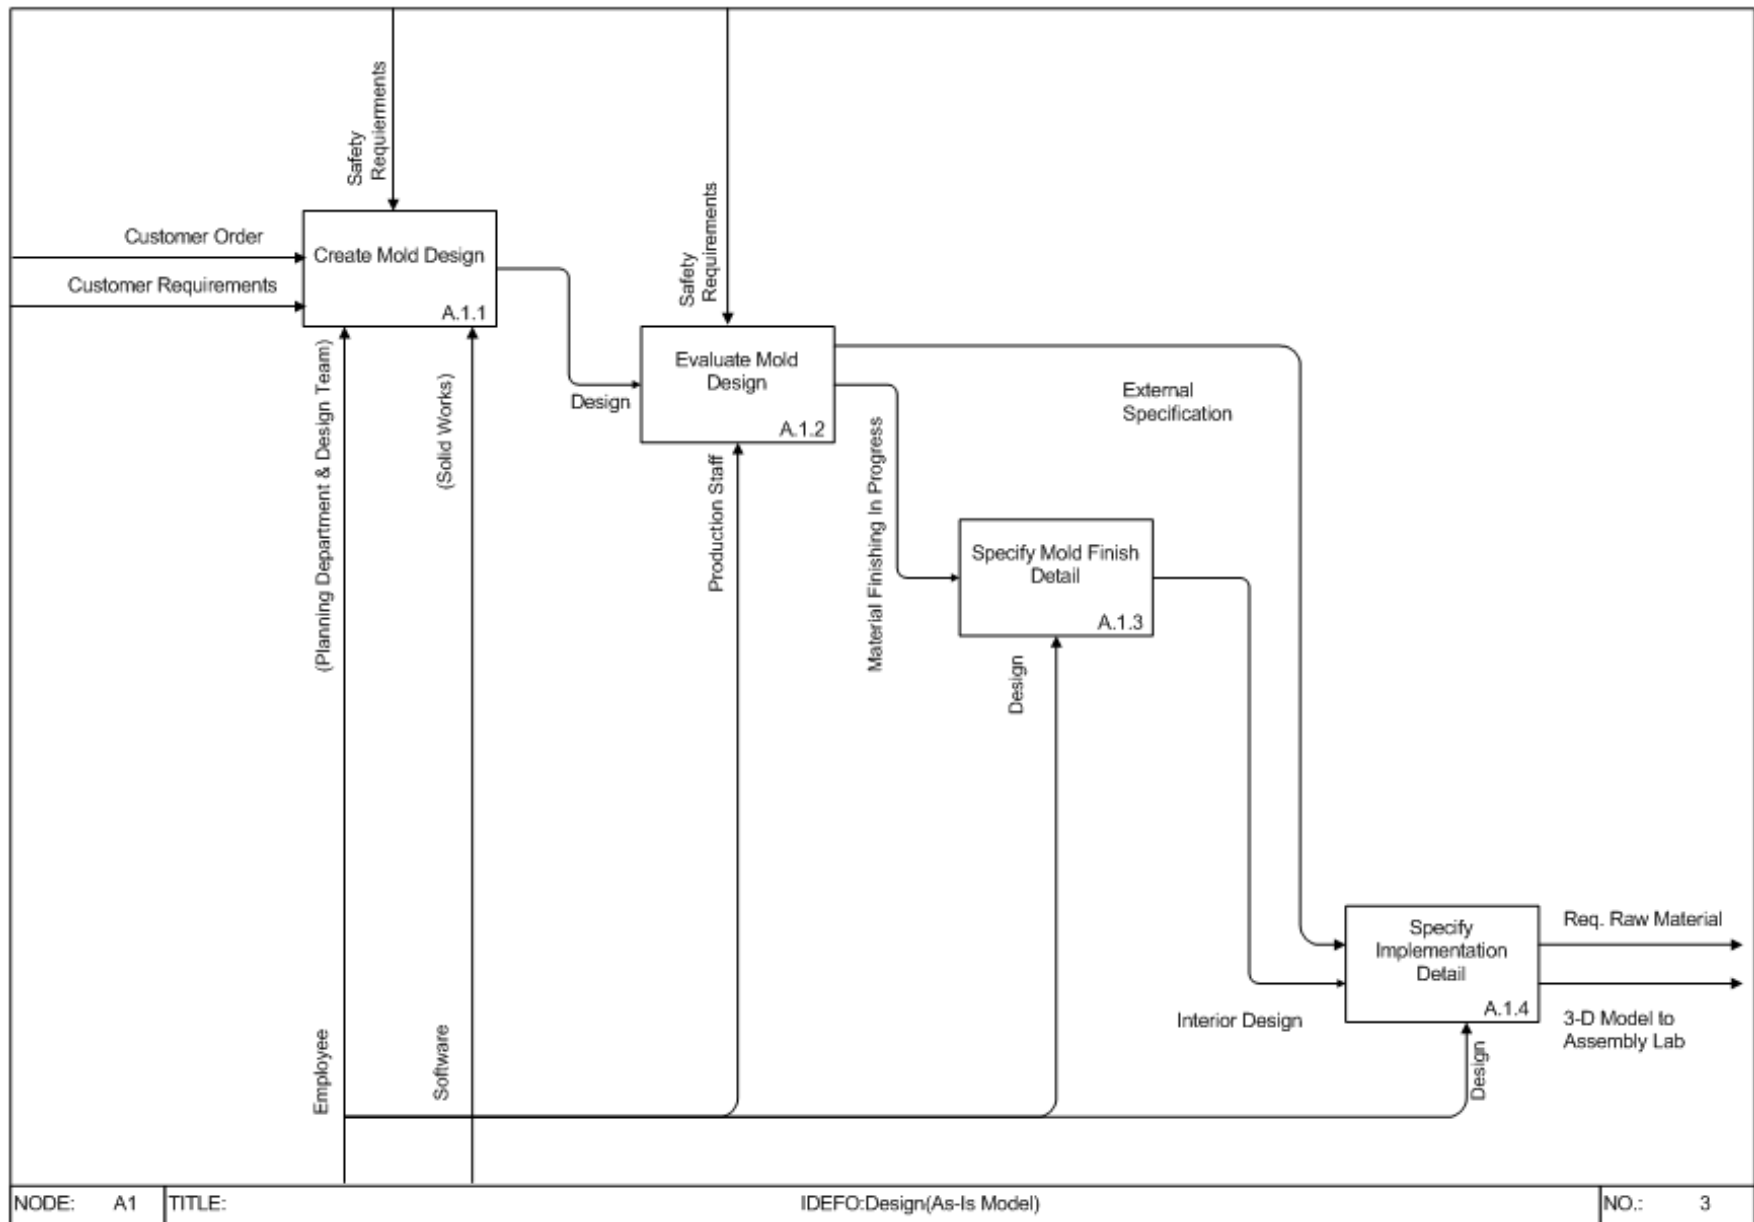 Safety
Requierments
Safety
Requirements
Customer Order
Customer Requirements
Create Mold Design
A.1.1
(Planning Department & Design Team)
(Solid Works)
Design
Evaluate Mold
Design
A.1.2
Production Staff
Material Finishing In Progress
External
Specification
Specify Mold Finish
Detail
A.1.3
Design
Specify
Implementation
Detail
A.1.4
Req. Raw Material
3-D Model to
Assembly Lab
Interior Design
Design
Employee
Software
NODE: A1
TITLE:
IDEFO:Design(As-Is Model)
NO.: 3